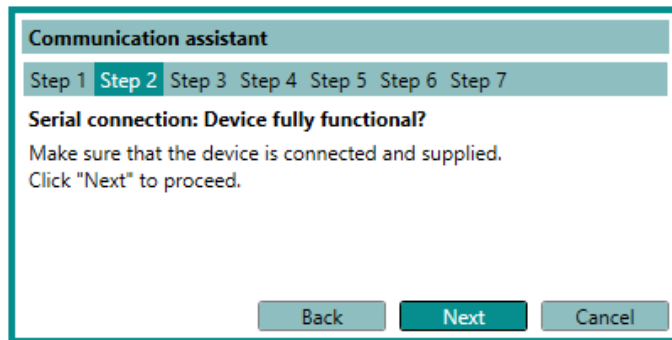 Communication assistant
Step 1 Step 2 Step 3 Step 4 Step 5 Step 6 Step 7
Serial connection: Device fully functional?
Make sure that the device is connected and supplied.
Click "Next" to proceed.
Back Next Cancel